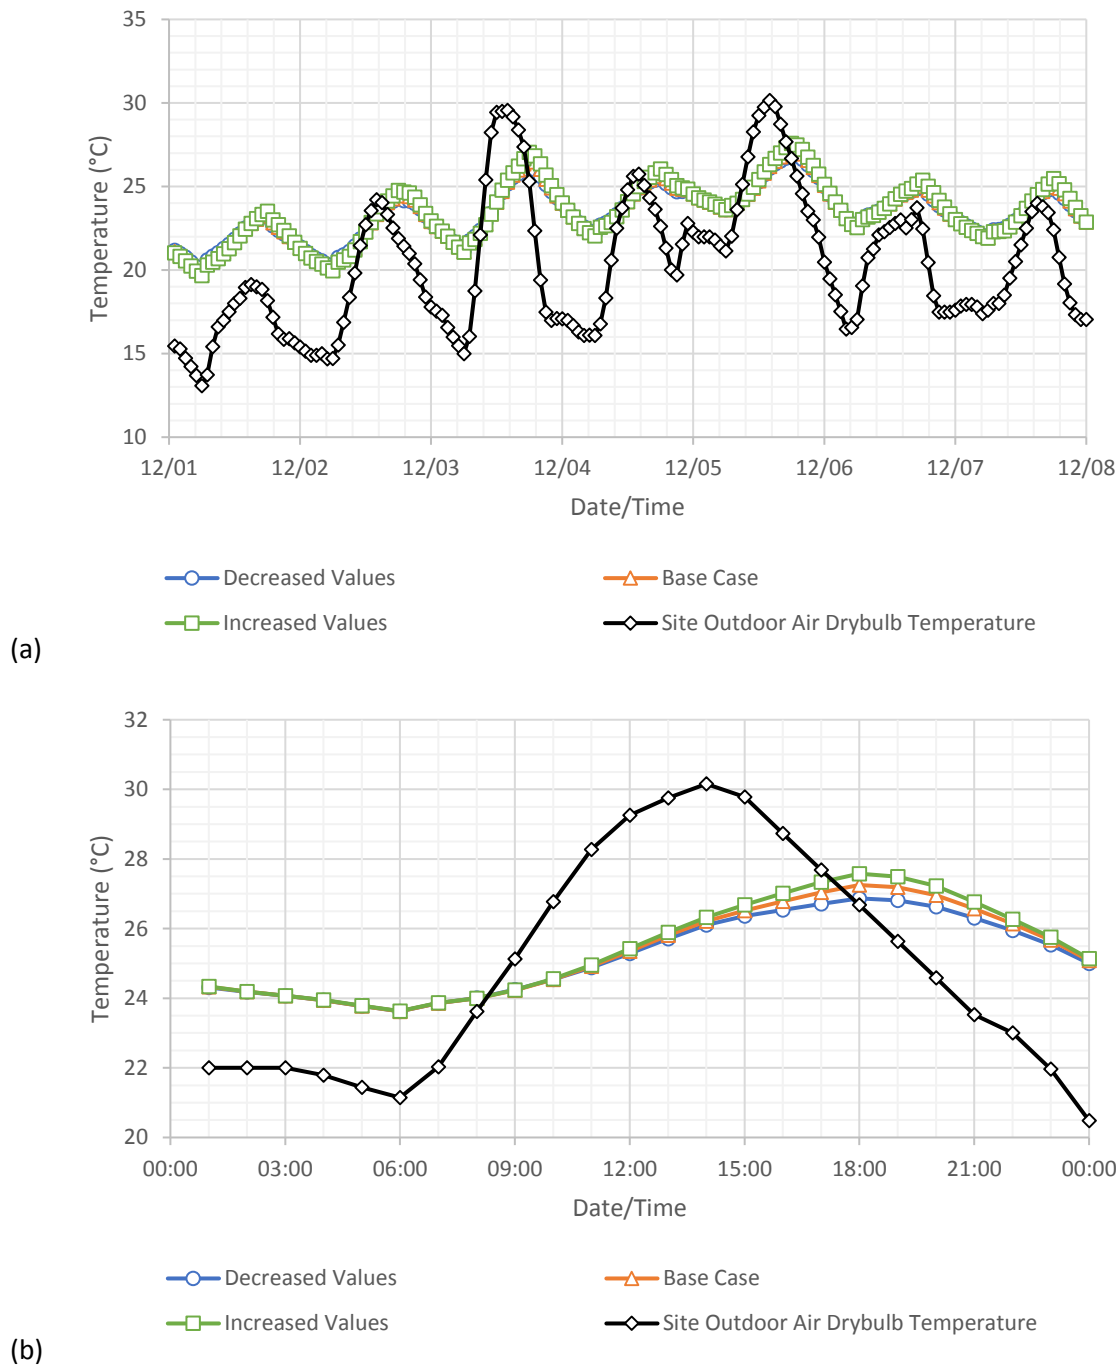 35
30
25
20
15
10
Temperature (°C)
12/01 12/02 12/03 12/04 12/05 12/06 12/07 12/08
Date/Time
Decreased Values Base Case
Increased Values Site Outdoor Air Drybulb Temperature
(a)
32
30
28
26
24
22
20
Temperature (°C)
00:00 03:00 06:00 09:00 12:00 15:00 18:00 21:00 00:00
Date/Time
Decreased Values Base Case
Increased Values Site Outdoor Air Drybulb Temperature
(b)